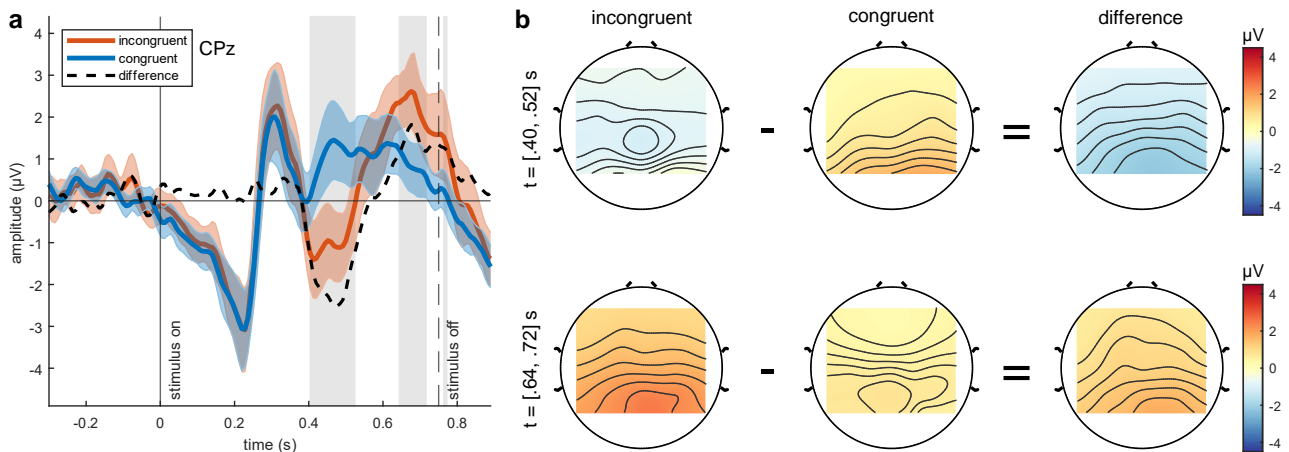 a
incongruent
congruent
difference
CPz
amplitude (µV)
4
3
2
1
0
-1
-2
-3
-4
stimulus on
stimulus off
-0.2
0
0.2
0.4
0.6
0.8
time (s)
b
incongruent
congruent
difference
t = [.40, .52] s
-
=
µV
4
2
0
-2
-4
t = [.64, .72] s
-
=
µV
4
2
0
-2
-4